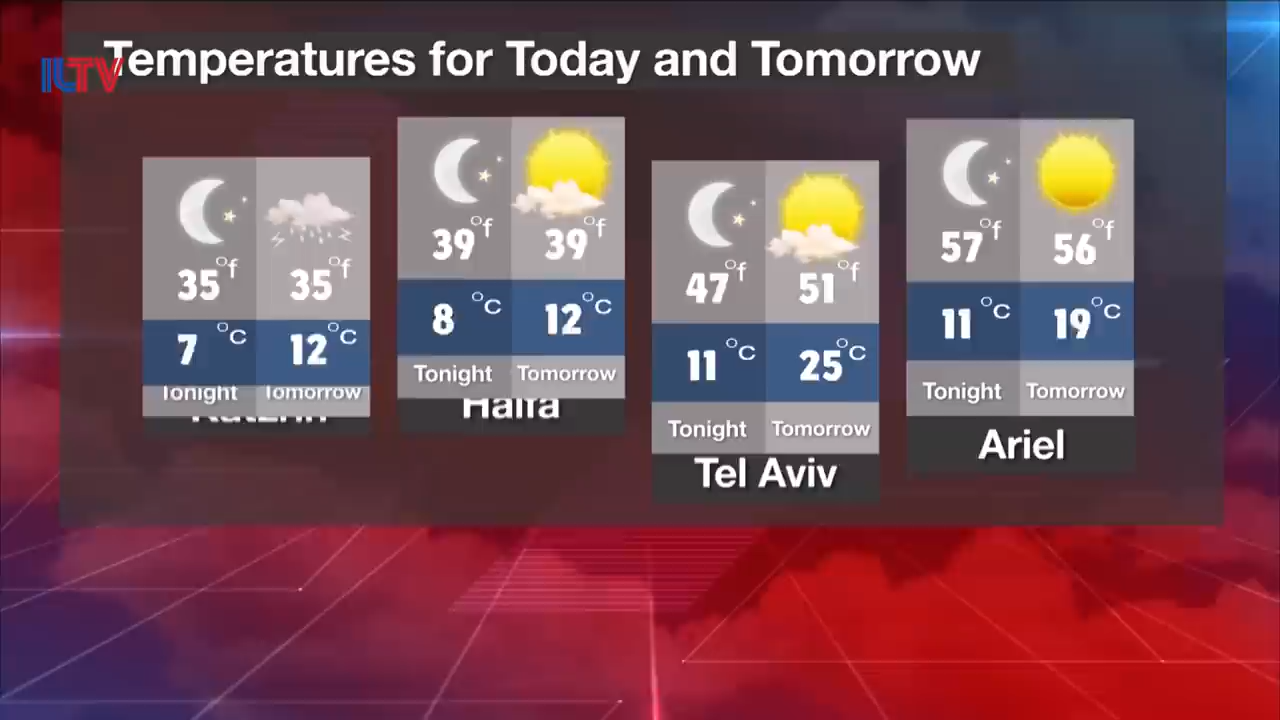 ILTV
Temperatures for Today and Tomorrow
35°f 35°f
7 °C 12°C
Tonight Tomorrow
39°f 39°f
8 °C 12°C
Tonight Tomorrow
Haifa
47°f 51°f
11 °C 25°C
Tonight Tomorrow
Tel Aviv
57°f 56°f
11 °C 19°C
Tonight Tomorrow
Ariel